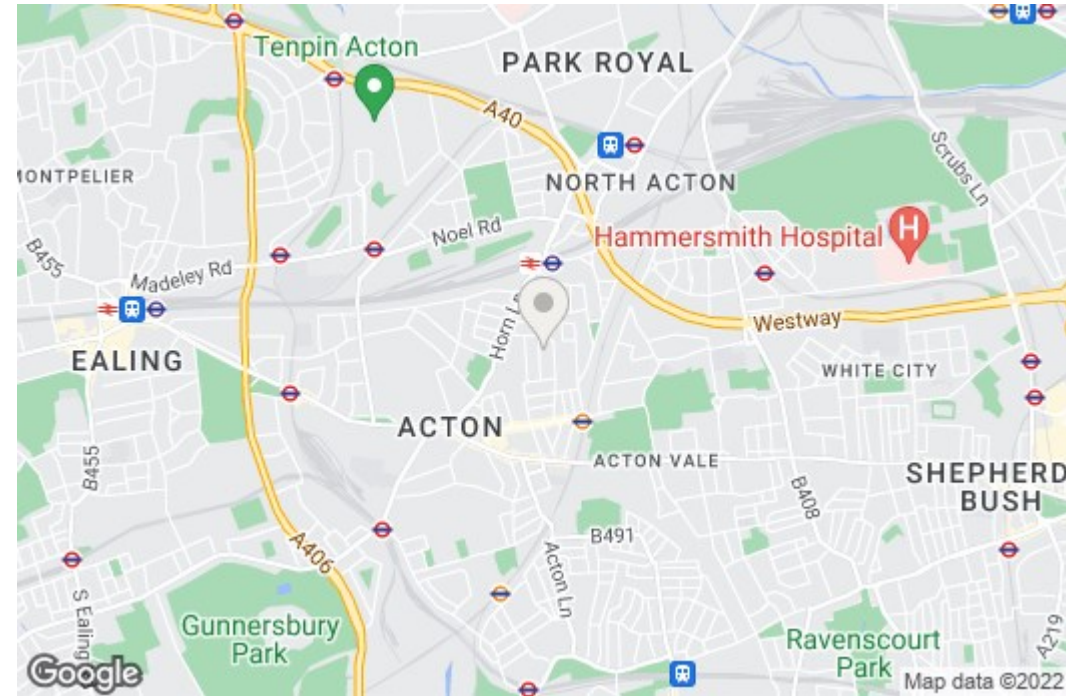 Tenpin Acton
PARK ROYAL
A40
Scrubs Ln
MONTPELIER
NORTH ACTON
Noel Rd
Hammersmith Hospital
H
B455
Madeley Rd
Horn Ln
Westway
EALING
WHITE CITY
ACTON
B455
ACTON VALE
SHEPHERD
BUSH
B408
B491
A406
Acton Ln
S Ealing
Gunnersbury
Park
Ravenscourt
Park
A219
Google
Map data ©2022